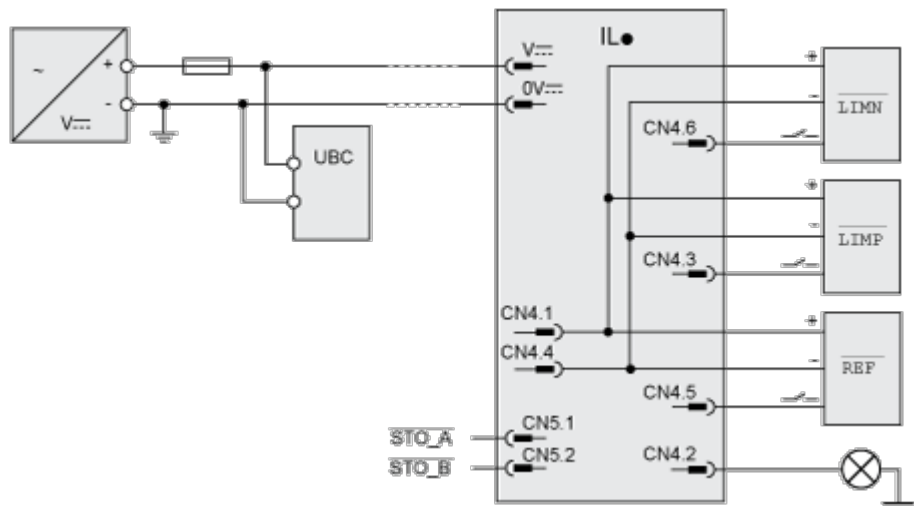 ~
+
-
V⎓
UBC
IL●
V⎓
0V⎓
CN4.6
CN4.3
CN4.1
CN4.4
CN4.5
CN5.1
CN5.2
CN4.2
STO_A
STO_B
+
-
LIMN
+
-
LIMP
+
-
REF